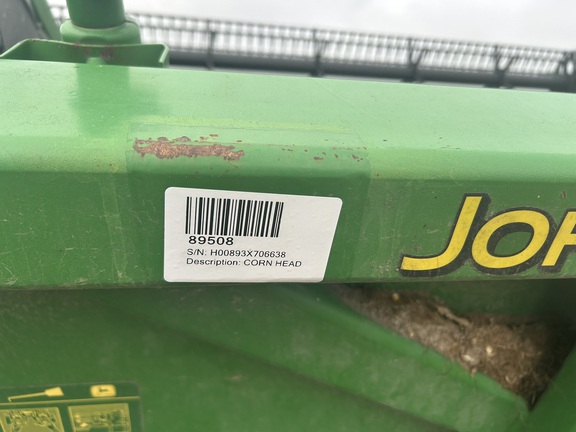 89508
S/N: H00893X706638
Description: CORN HEAD
JOH